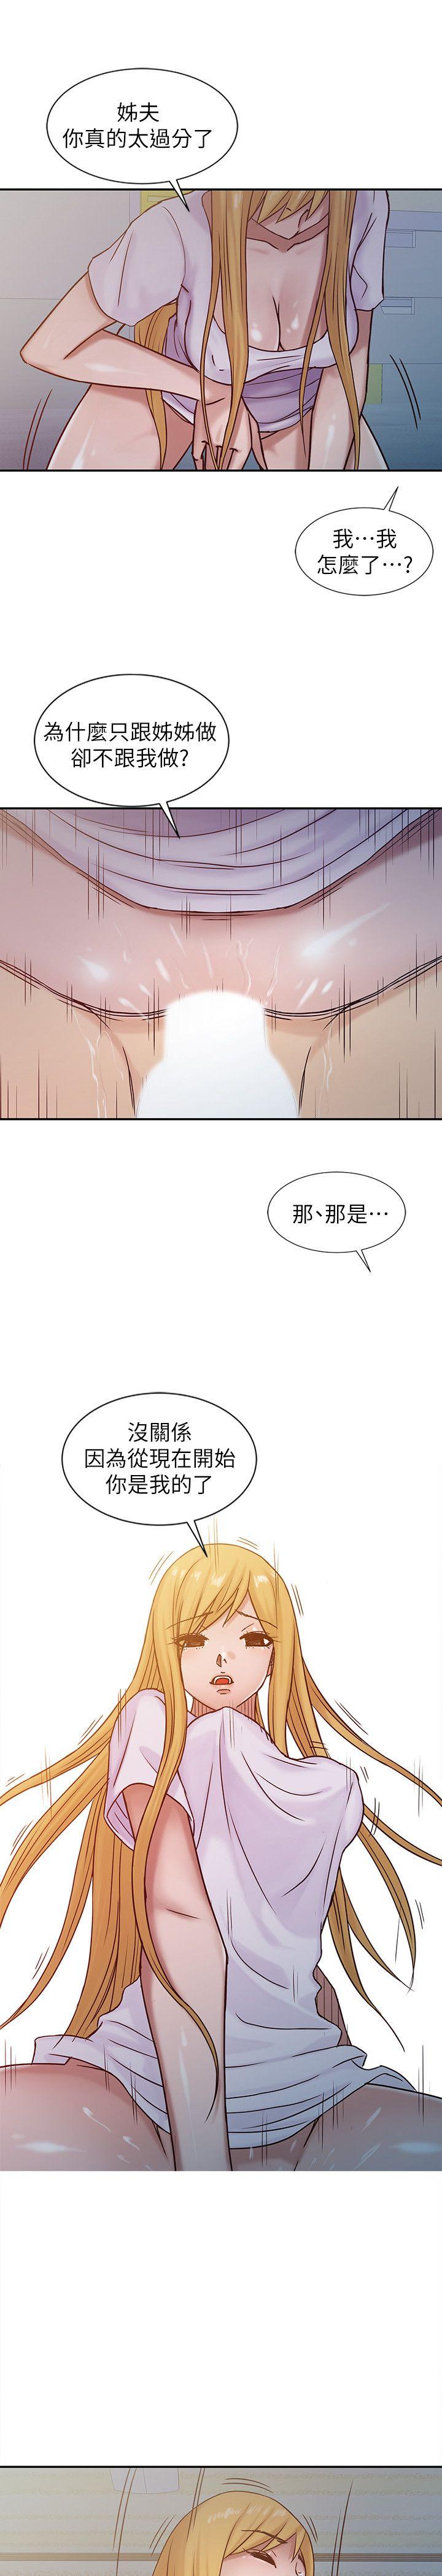 姊夫
你真的太過分了
我⋯我
怎麼了⋯?
為什麼只跟姊姊做
卻不跟我做?
那、那是⋯
沒關係
因為從現在開始
你是我的了